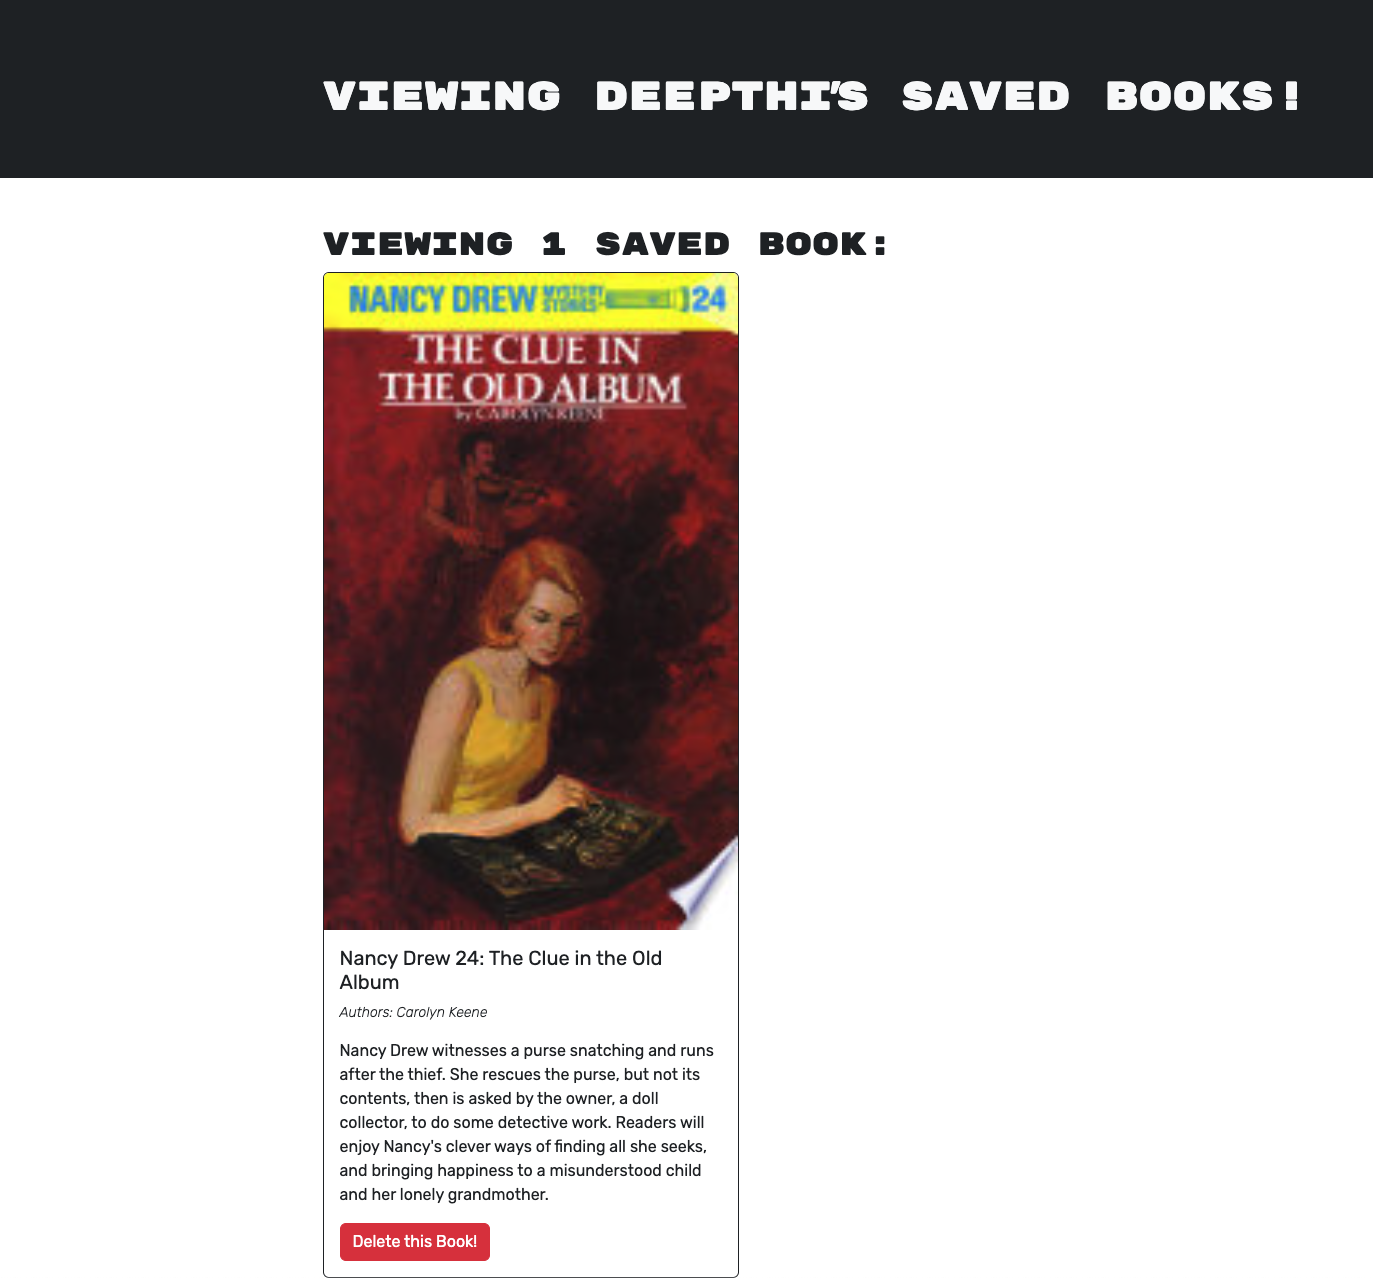 VIEWING DEEPTHI'S SAVED BOOKS!
VIEWING 1 SAVED BOOK:
NANCY DREW MYSTERY STORIES 24
THE CLUE IN
THE OLD ALBUM
by CAROLYN KEENE
Nancy Drew 24: The Clue in the Old
Album
Authors: Carolyn Keene
Nancy Drew witnesses a purse snatching and runs
after the thief. She rescues the purse, but not its
contents, then is asked by the owner, a doll
collector, to do some detective work. Readers will
enjoy Nancy's clever ways of finding all she seeks,
and bringing happiness to a misunderstood child
and her lonely grandmother.
Delete this Book!